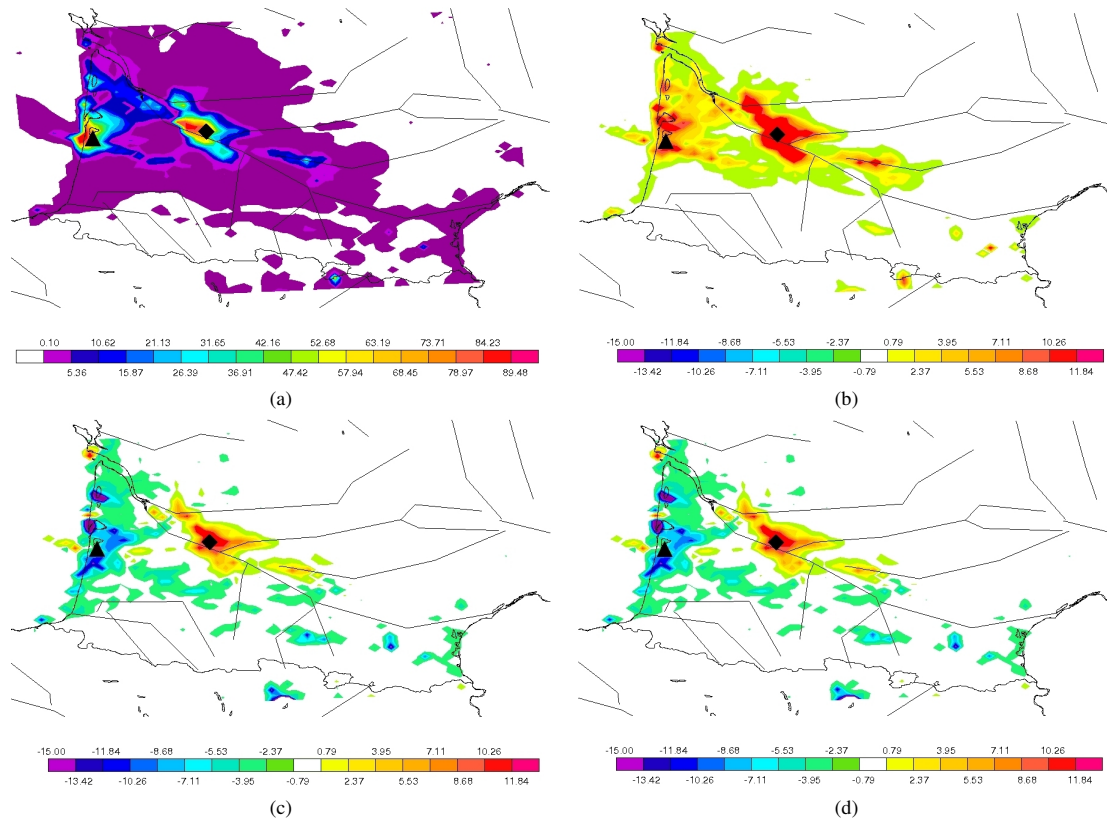 0.10 10.62 21.13 31.65 42.16 52.68 63.19 73.71 84.23
5.36 15.87 26.39 36.91 47.42 57.94 68.45 78.97 89.48
(a)
-15.00 -11.84 -8.68 -5.53 -2.37 0.79 3.95 7.11 10.26
-13.42 -10.26 -7.11 -3.95 -0.79 2.37 5.53 8.68 11.84
(b)
-15.00 -11.84 -8.68 -5.53 -2.37 0.79 3.95 7.11 10.26
-13.42 -10.26 -7.11 -3.95 -0.79 2.37 5.53 8.68 11.84
(c)
-15.00 -11.84 -8.68 -5.53 -2.37 0.79 3.95 7.11 10.26
-13.42 -10.26 -7.11 -3.95 -0.79 2.37 5.53 8.68 11.84
(d)